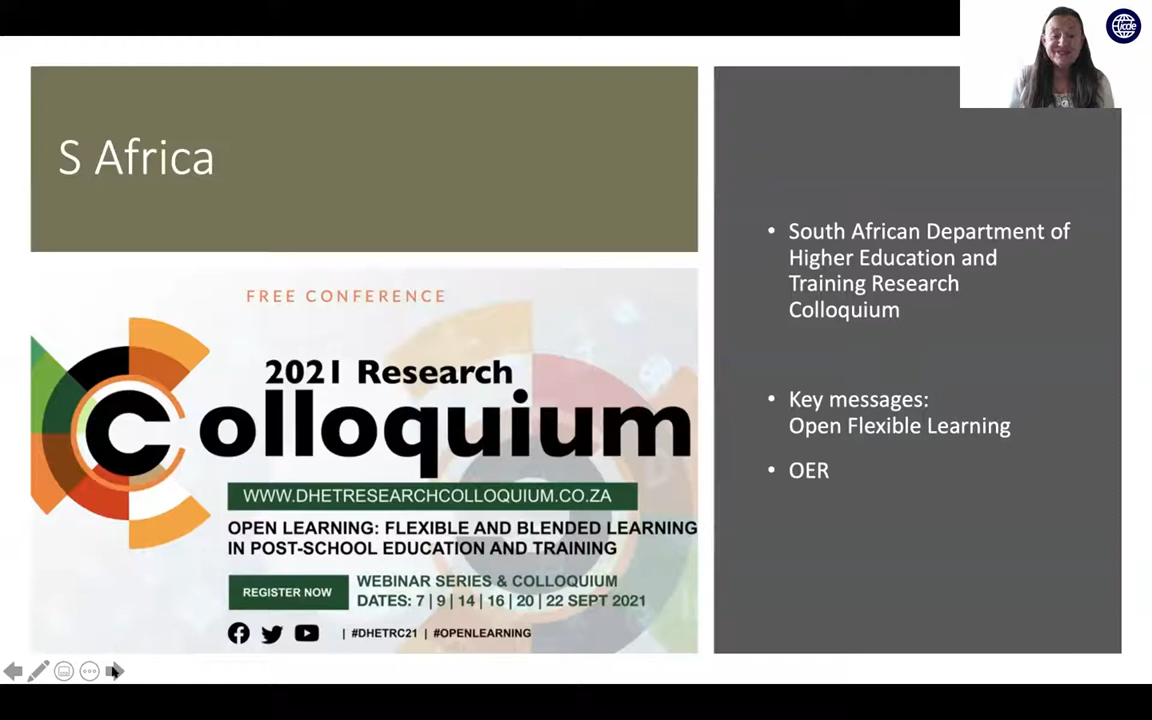 icde
S Africa
FREE CONFERENCE
2021 Research
Colloquium
WWW.DHETRESEARCHCOLLOQUIUM.CO.ZA
OPEN LEARNING: FLEXIBLE AND BLENDED LEARNING
IN POST-SCHOOL EDUCATION AND TRAINING
REGISTER NOW
WEBINAR SERIES & COLLOQUIUM
DATES: 7 | 9 | 14 | 16 | 20 | 22 SEPT 2021
| #DHETRC21 | #OPENLEARNING
• South African Department of
Higher Education and
Training Research
Colloquium
• Key messages:
Open Flexible Learning
• OER